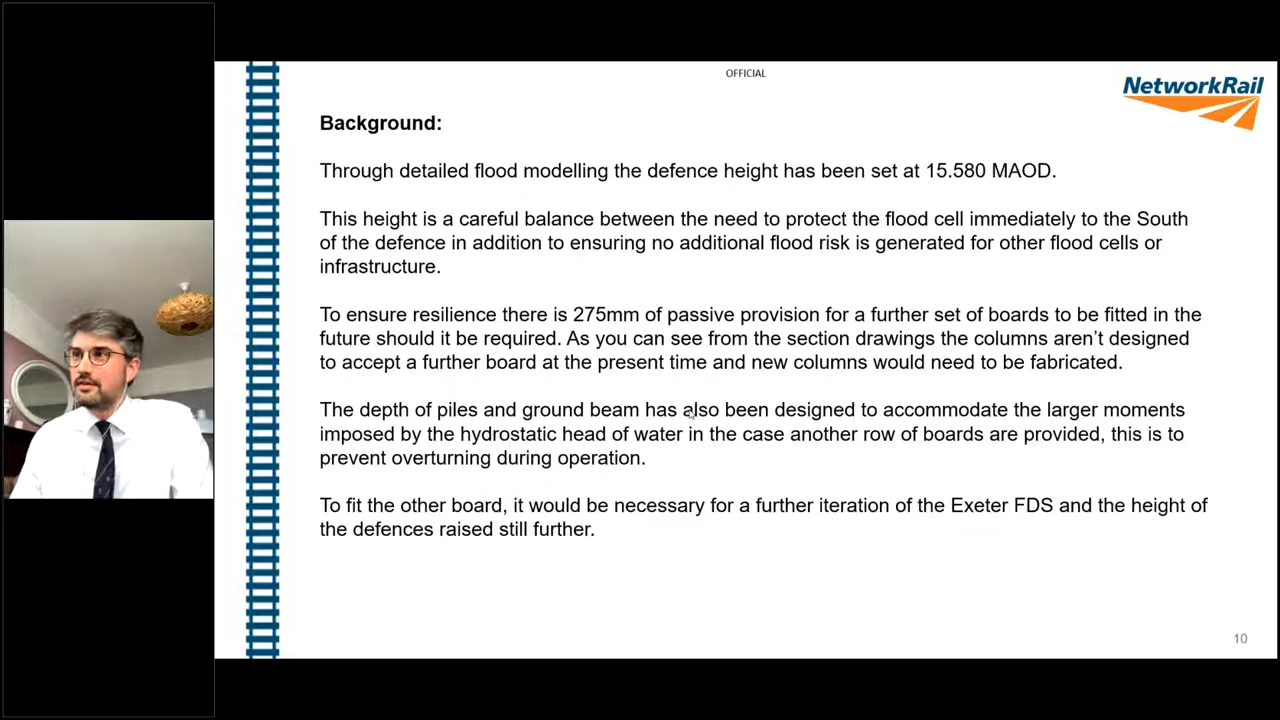 OFFICIAL
NetworkRail
Background:
Through detailed flood modelling the defence height has been set at 15.580 MAOD.
This height is a careful balance between the need to protect the flood cell immediately to the South
of the defence in addition to ensuring no additional flood risk is generated for other flood cells or
infrastructure.
To ensure resilience there is 275mm of passive provision for a further set of boards to be fitted in the
future should it be required. As you can see from the section drawings the columns aren’t designed
to accept a further board at the present time and new columns would need to be fabricated.
The depth of piles and ground beam has also been designed to accommodate the larger moments
imposed by the hydrostatic head of water in the case another row of boards are provided, this is to
prevent overturning during operation.
To fit the other board, it would be necessary for a further iteration of the Exeter FDS and the height of
the defences raised still further.
10